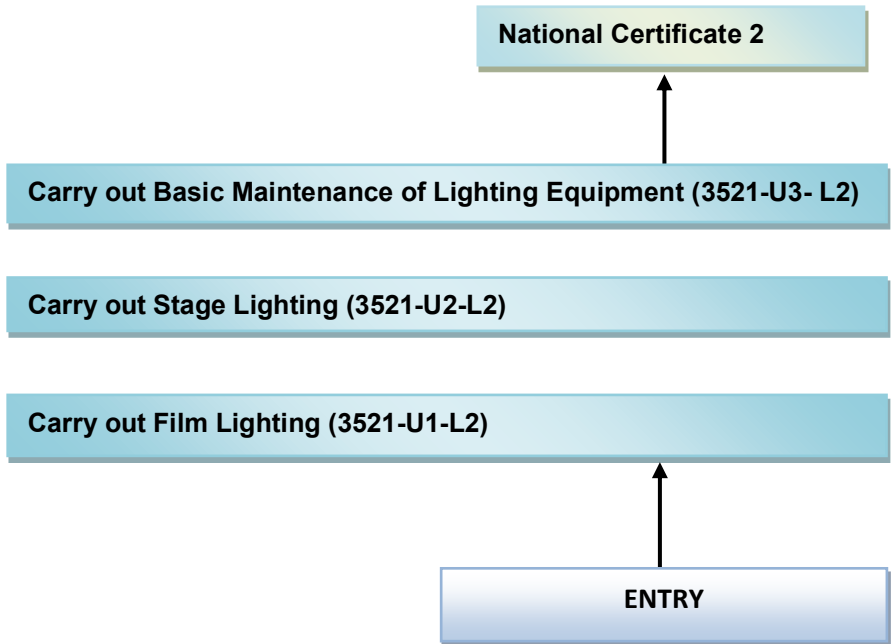 National Certificate 2
Carry out Basic Maintenance of Lighting Equipment (3521-U3- L2)
Carry out Stage Lighting (3521-U2-L2)
Carry out Film Lighting (3521-U1-L2)
ENTRY